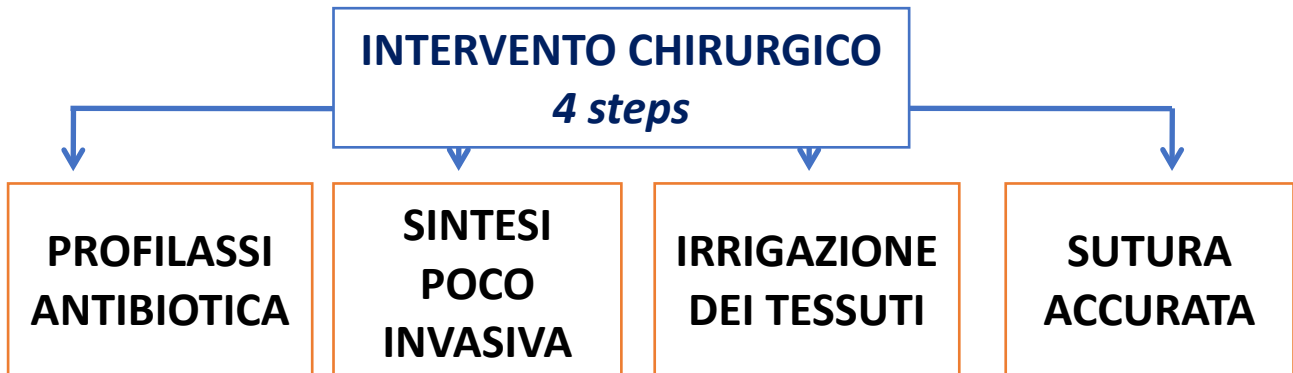 INTERVENTO CHIRURGICO
4 steps
PROFILASSI
ANTIBIOTICA
SINTESI
POCO
INVASIVA
IRRIGAZIONE
DEI TESSUTI
SUTURA
ACCURATA